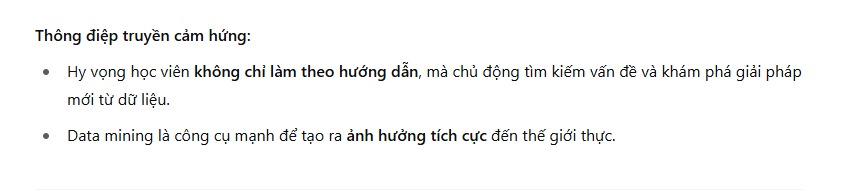 Thông điệp truyền cảm hứng:
Hy vọng học viên không chỉ làm theo hướng dẫn, mà chủ động tìm kiếm vấn đề và khám phá giải pháp
mới từ dữ liệu.
Data mining là công cụ mạnh để tạo ra ảnh hưởng tích cực đến thế giới thực.